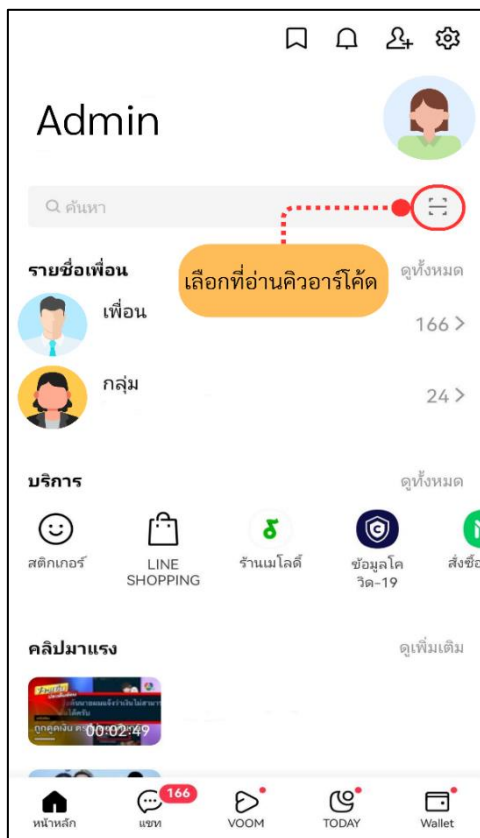 Admin
ค้นหา
รายชื่อเพื่อน
เลือกที่อ่านคิวอาร์โค้ด
ดูทั้งหมด
เพื่อน
166 >
กลุ่ม
24 >
บริการ
ดูทั้งหมด
สติกเกอร์
LINE
SHOPPING
ร้านเมโลดี้
ข้อมูลโค
วิด-19
สั่งซื้อ
คลิปมาแรง
ดูเพิ่มเติม
00:02:49
166
หน้าหลัก
แชท
VOOM
TODAY
Wallet